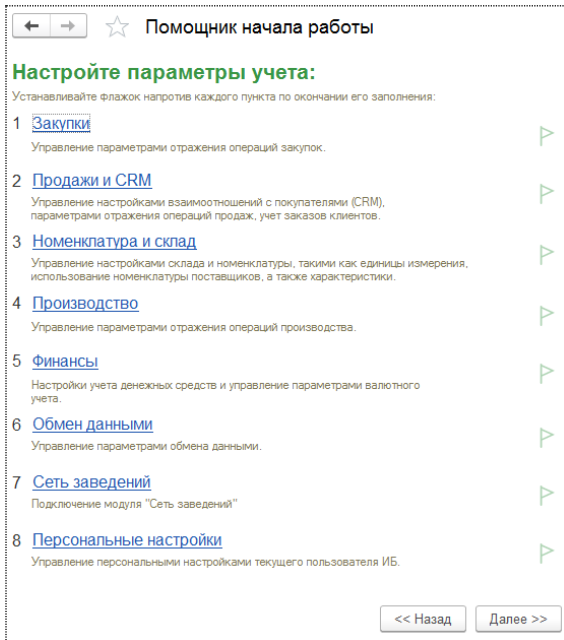 Помощник начала работы
Настройте параметры учета:
Устанавливайте флажок напротив каждого пункта по окончании его заполнения:
1 Закупки
Управление параметрами отражения операций закупок.
2 Продажи и CRM
Управление настройками взаимоотношений с покупателями (CRM),
параметрами отражения операций продаж, учет заказов клиентов.
3 Номенклатура и склад
Управление настройками склада и номенклатуры, такими как единицы измерения,
использование номенклатуры поставщиков, а также характеристики.
4 Производство
Управление параметрами отражения операций производства.
5 Финансы
Настройки учета денежных средств и управление параметрами валютного
учета.
6 Обмен данными
Управление параметрами обмена данными.
7 Сеть заведений
Подключение модуля "Сеть заведений"
8 Персональные настройки
Управление персональными настройками текущего пользователя ИБ.
<< Назад Далее >>